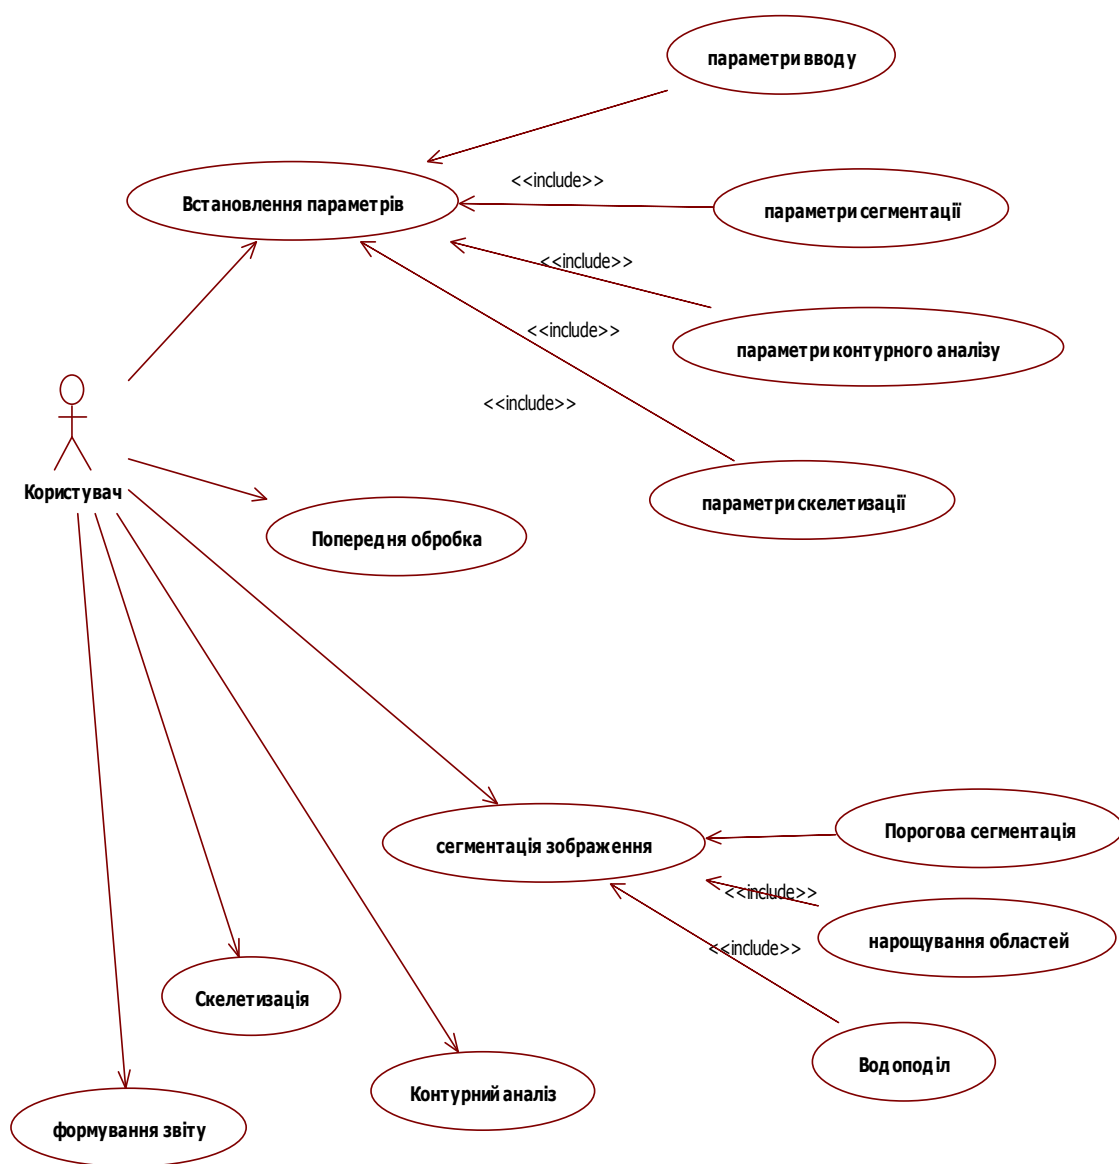 параметри вводу
<<include>>
Встановлення параметрів
параметри сегментації
<<include>>
<<include>>
параметри контурного аналізу
<<include>>
Користувач
параметри скелетизації
Попередня обробка
Порогова сегментація
сегментація зображення
<<include>>
нарощування областей
<<include>>
Скелетизація
Водоподіл
Контурний аналіз
формування звіту